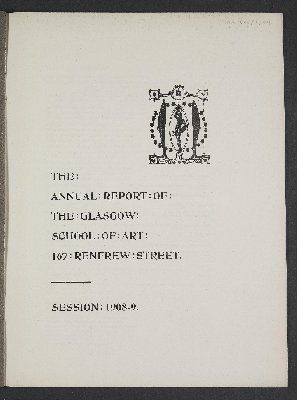 THE:
ANNUAL:REPORT:OF:
THE:GLASGOW:
SCHOOL:OF:ART:
167:RENFREW:STREET.
SESSION:1908-9.